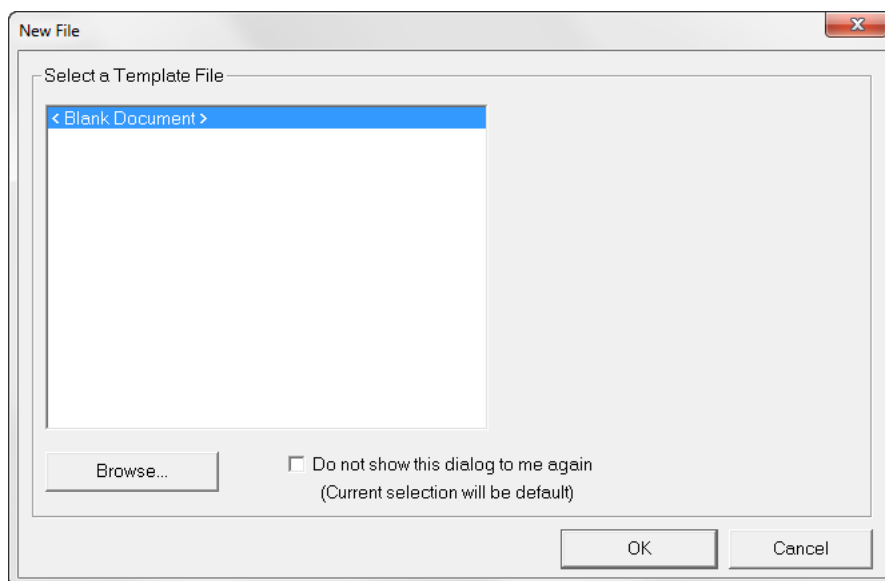 New File
Select a Template File
< Blank Document >
Browse...
Do not show this dialog to me again
(Current selection will be default)
OK
Cancel